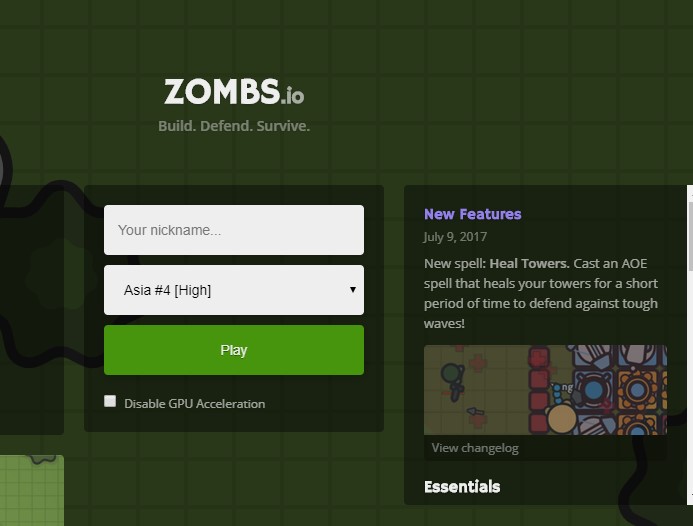 ZOMBS.io
Build. Defend. Survive.
Your nickname...
Asia #4 [High]
Play
Disable GPU Acceleration
New Features
July 9, 2017
New spell: Heal Towers. Cast an AOE
spell that heals your towers for a short
period of time to defend against tough
waves!
View changelog
Essentials